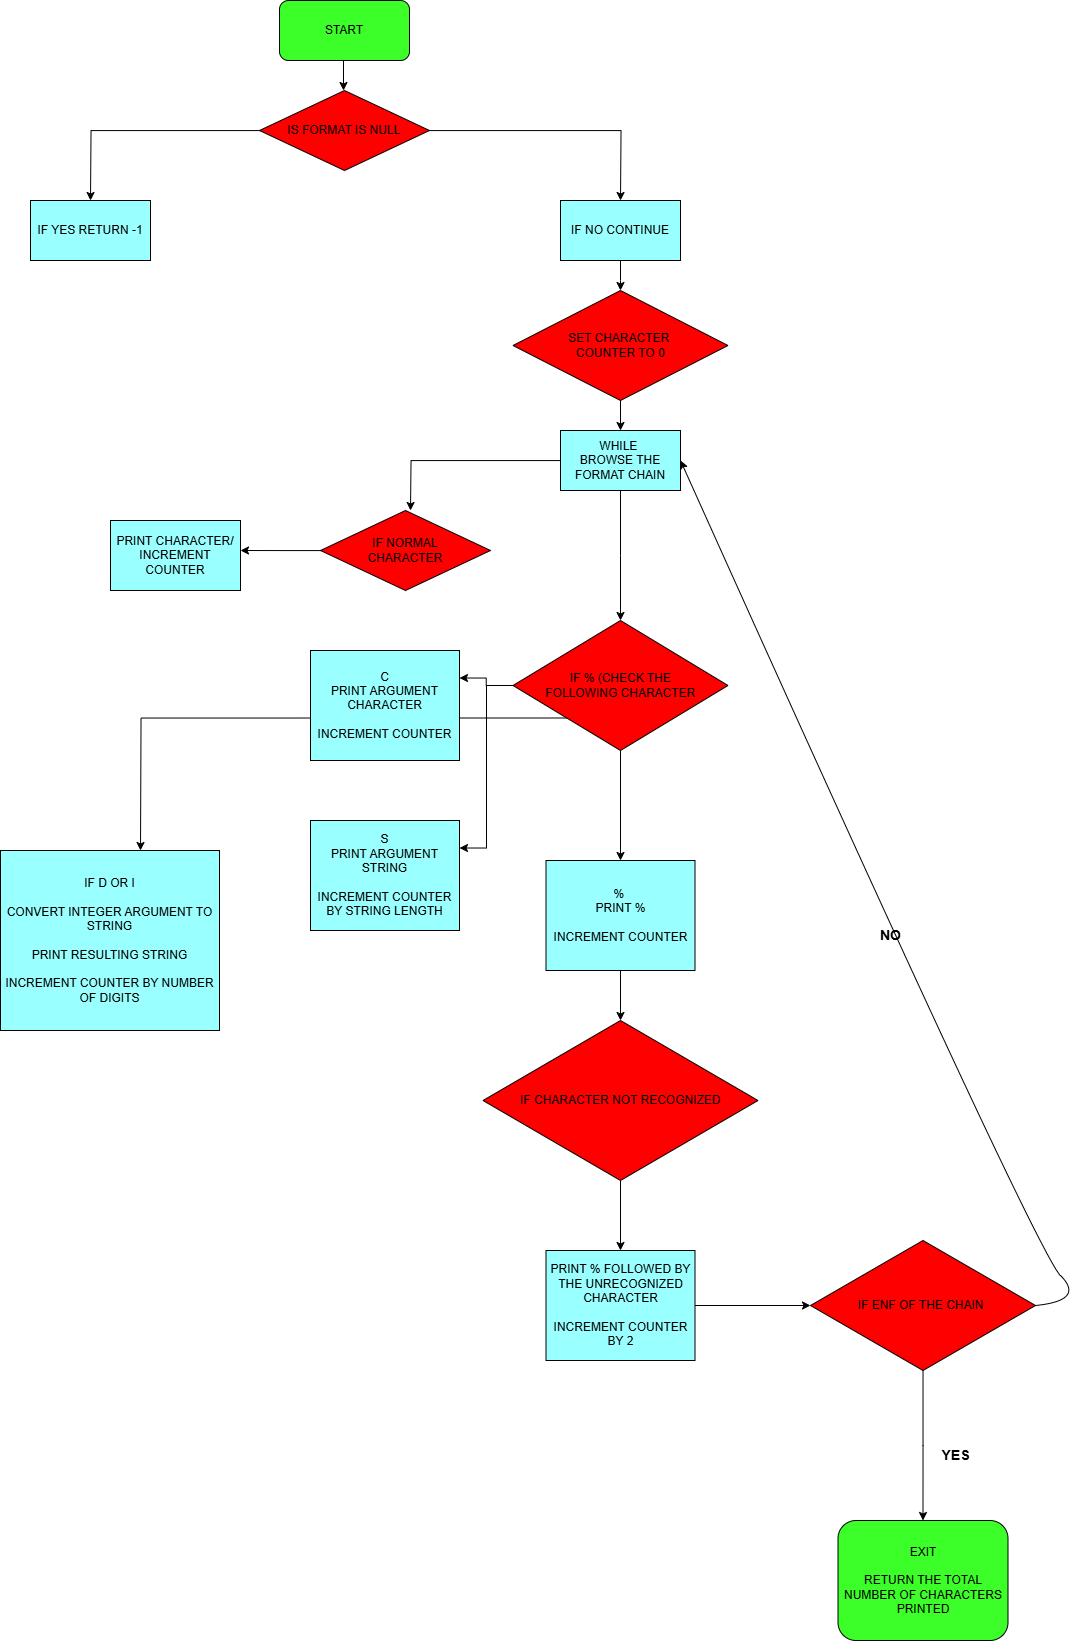 START
IS FORMAT IS NULL
IF YES RETURN -1
IF NO CONTINUE
SET CHARACTER
COUNTER TO 0
WHILE
BROWSE THE
FORMAT CHAIN
IF NORMAL
CHARACTER
PRINT CHARACTER/
INCREMENT
COUNTER
IF % (CHECK THE
FOLLOWING CHARACTER
C
PRINT ARGUMENT
CHARACTER
INCREMENT COUNTER
S
PRINT ARGUMENT
STRING
INCREMENT COUNTER
BY STRING LENGTH
IF D OR I
CONVERT INTEGER ARGUMENT TO
STRING
PRINT RESULTING STRING
INCREMENT COUNTER BY NUMBER
OF DIGITS
%
PRINT %
INCREMENT COUNTER
NO
IF CHARACTER NOT RECOGNIZED
PRINT % FOLLOWED BY
THE UNRECOGNIZED
CHARACTER
INCREMENT COUNTER
BY 2
IF ENF OF THE CHAIN
YES
EXIT
RETURN THE TOTAL
NUMBER OF CHARACTERS
PRINTED